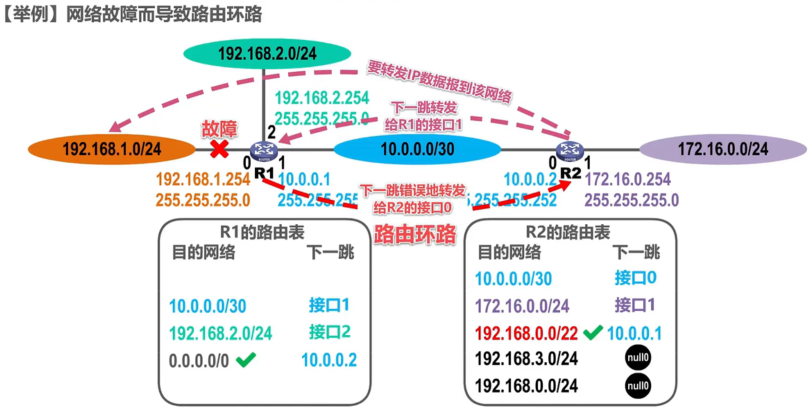 【举例】网络故障而导致路由环路
192.168.2.0/24
要转发IP数据报到该网络
192.168.2.254
255.255.255.0
下一跳转发
给R1的接口1
故障
2
192.168.1.0/24
10.0.0.0/30
172.16.0.0/24
0
R1
1
0
R2
1
192.168.1.254
255.255.255.0
10.0.0.1
255.255.255
下一跳错误地转发
给R2的接口0
10.0.0.2
5.255.252
172.16.0.254
255.255.255.0
路由环路
R1的路由表
目的网络 下一跳
10.0.0.0/30 接口1
192.168.2.0/24 接口2
0.0.0.0/0 10.0.0.2
R2的路由表
目的网络 下一跳
10.0.0.0/30 接口0
172.16.0.0/24 接口1
192.168.0.0/22 10.0.0.1
192.168.3.0/24 null0
192.168.0.0/24 null0